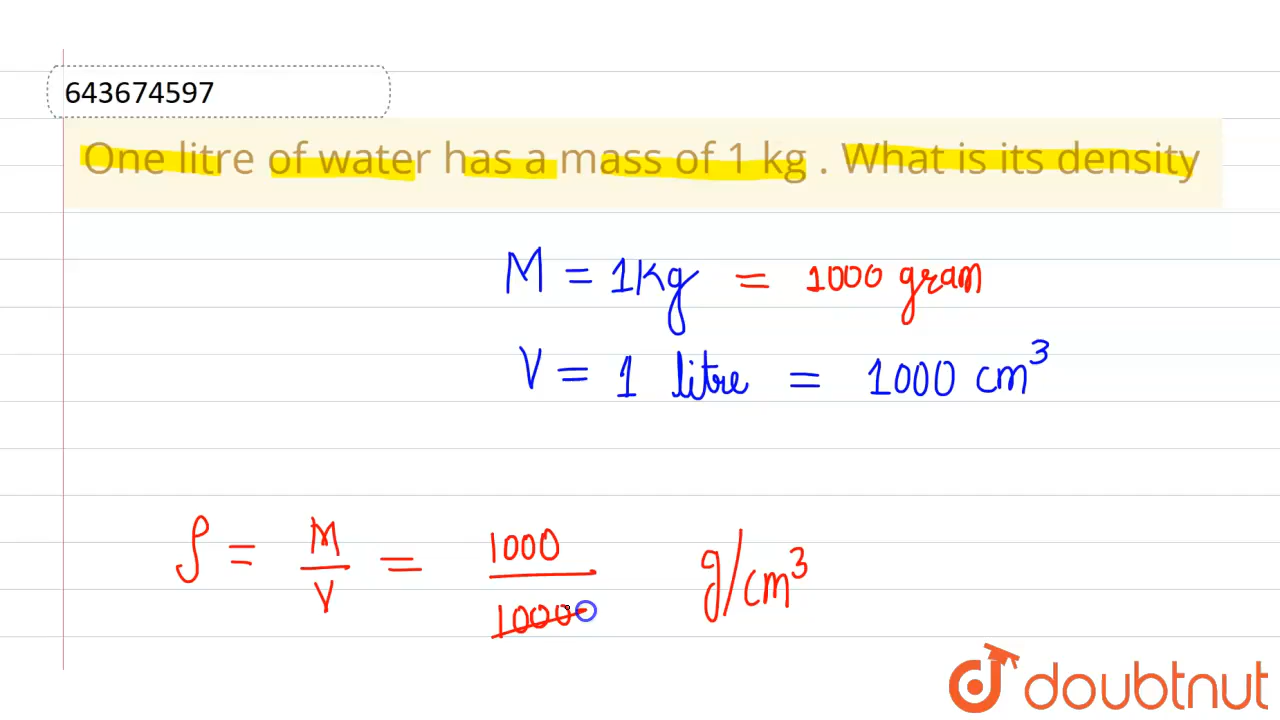 643674597
One litre of water has a mass of 1 kg . What is its density
M = 1Kg = 1000 gram
V = 1 litre = 1000 cm³
ρ = M/V = 1000/1000 g/cm³
doubtnut